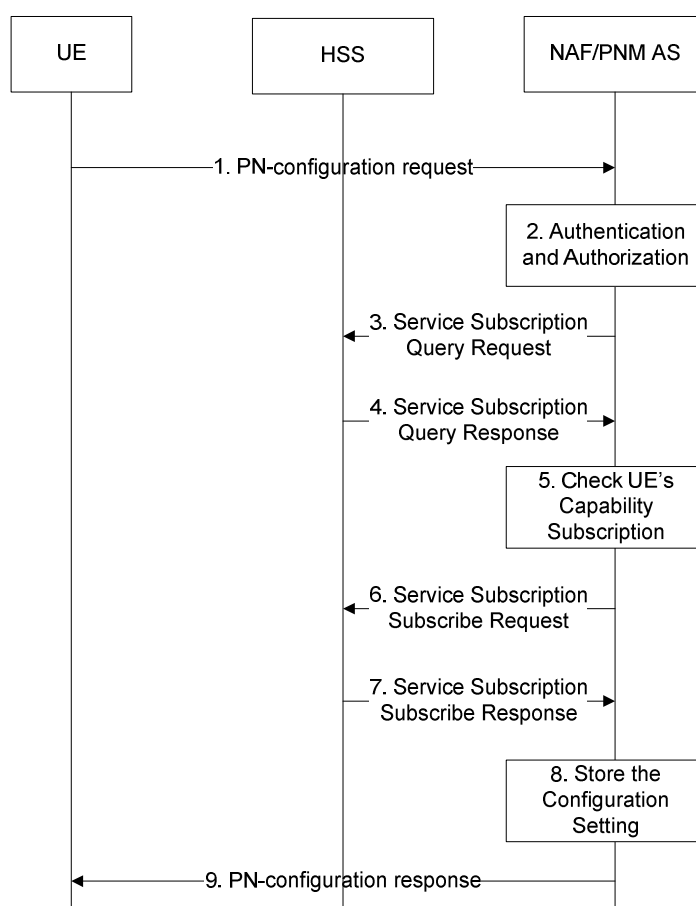 UE
HSS
NAF/PNM AS
1. PN-configuration request
2. Authentication
and Authorization
3. Service Subscription
Query Request
4. Service Subscription
Query Response
5. Check UE's
Capability
Subscription
6. Service Subscription
Subscribe Request
7. Service Subscription
Subscribe Response
8. Store the
Configuration
Setting
9. PN-configuration response